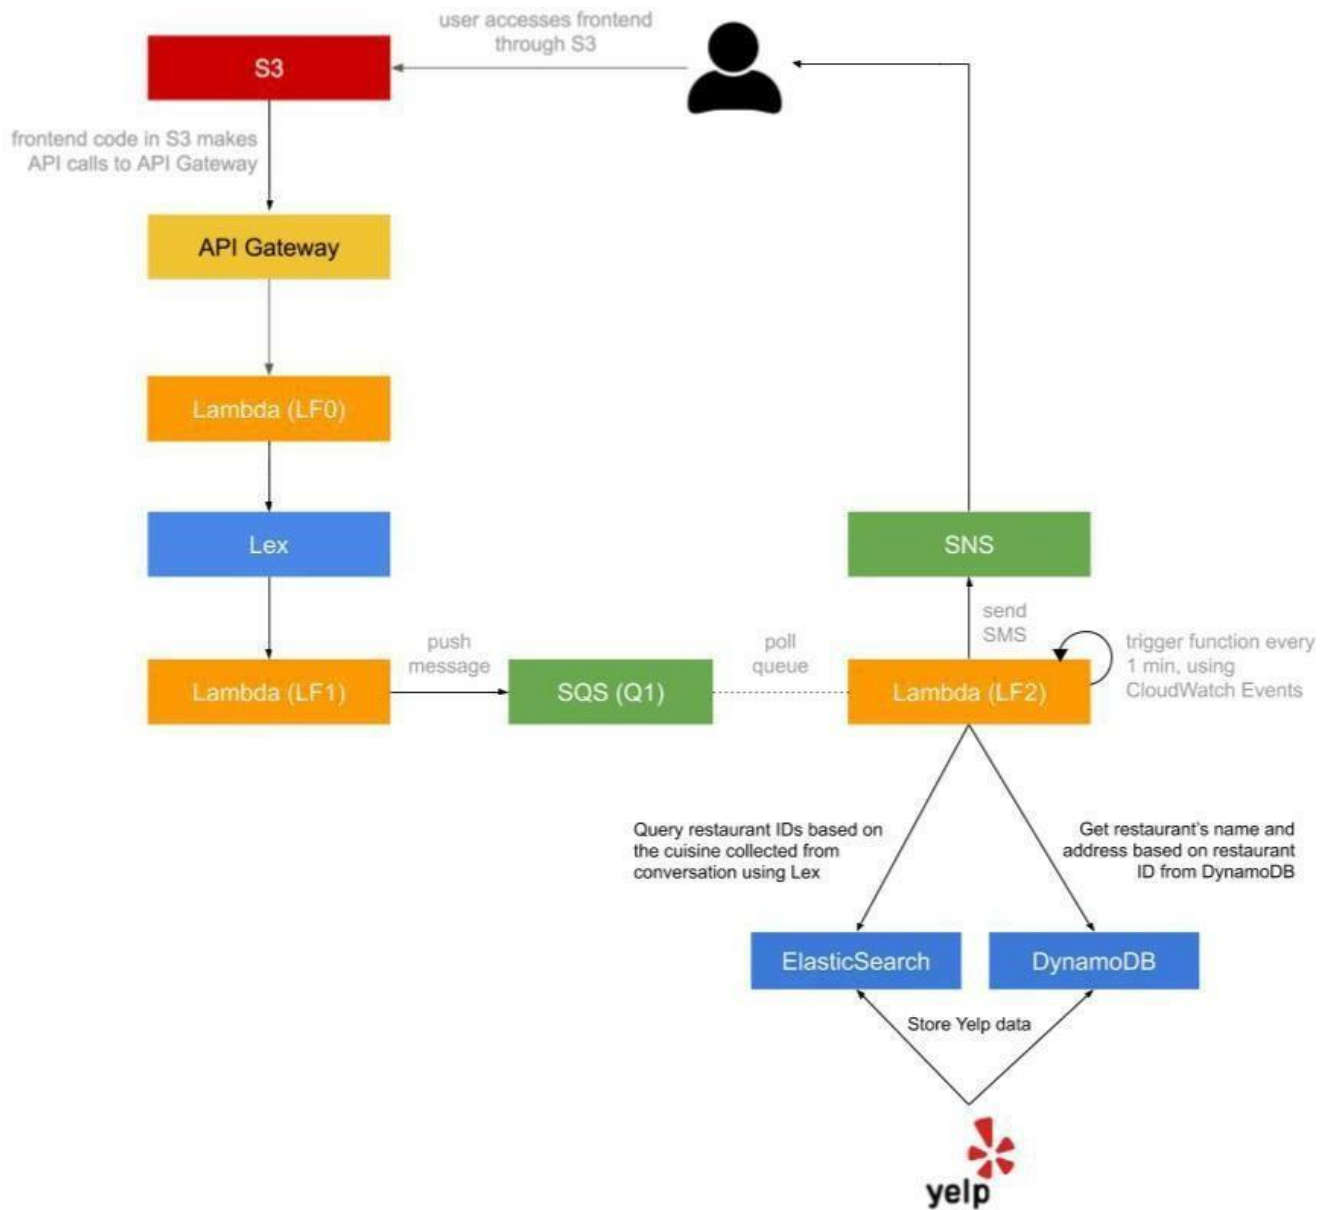 user accesses frontend
through S3
S3
frontend code in S3 makes
API calls to API Gateway
API Gateway
Lambda (LF0)
Lex
SNS
send
SMS
push
message
poll
queue
trigger function every
1 min, using
CloudWatch Events
Lambda (LF1)
SQS (Q1)
Lambda (LF2)
Query restaurant IDs based on
the cuisine collected from
conversation using Lex
Get restaurant's name and
address based on restaurant
ID from DynamoDB
ElasticSearch
DynamoDB
Store Yelp data
yelp